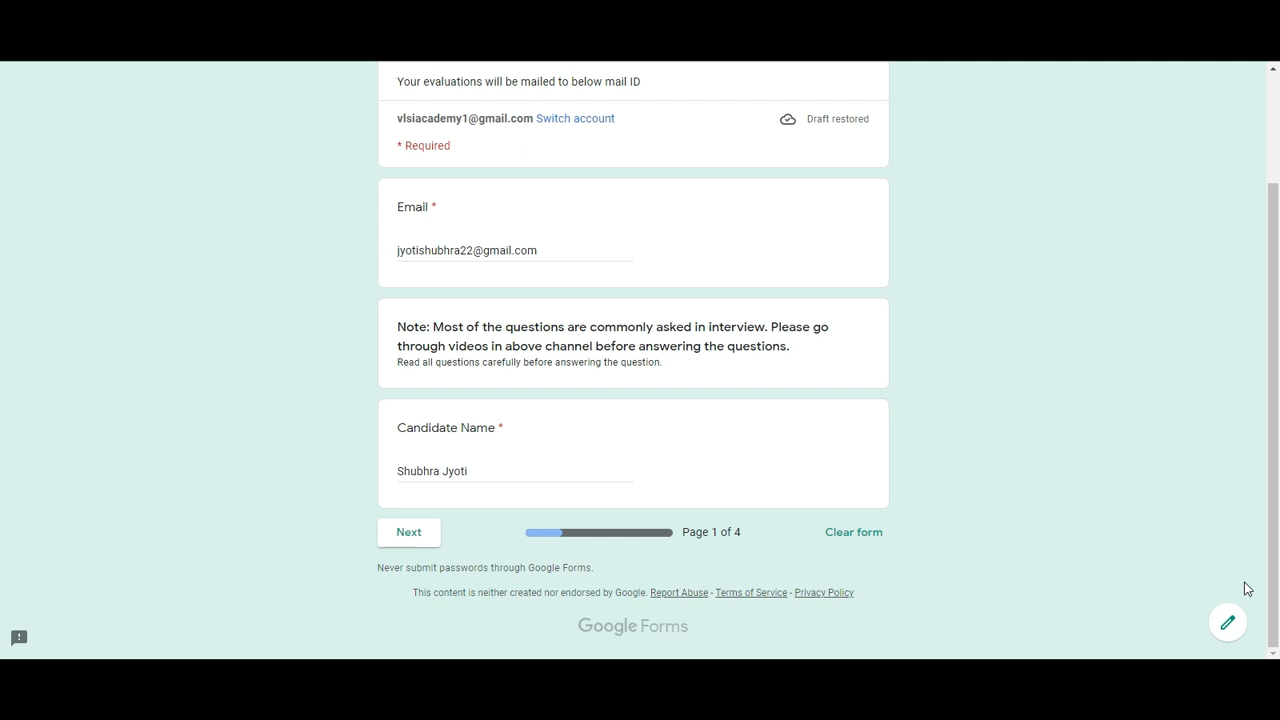 Your evaluations will be mailed to below mail ID
vlsiacademy1@gmail.com Switch account
Draft restored
* Required
Email *
jyotishubhra22@gmail.com
Note: Most of the questions are commonly asked in interview. Please go
through videos in above channel before answering the questions.
Read all questions carefully before answering the question.
Candidate Name *
Shubhra Jyoti
Next
Page 1 of 4
Clear form
Never submit passwords through Google Forms.
This content is neither created nor endorsed by Google. Report Abuse - Terms of Service - Privacy Policy
Google Forms